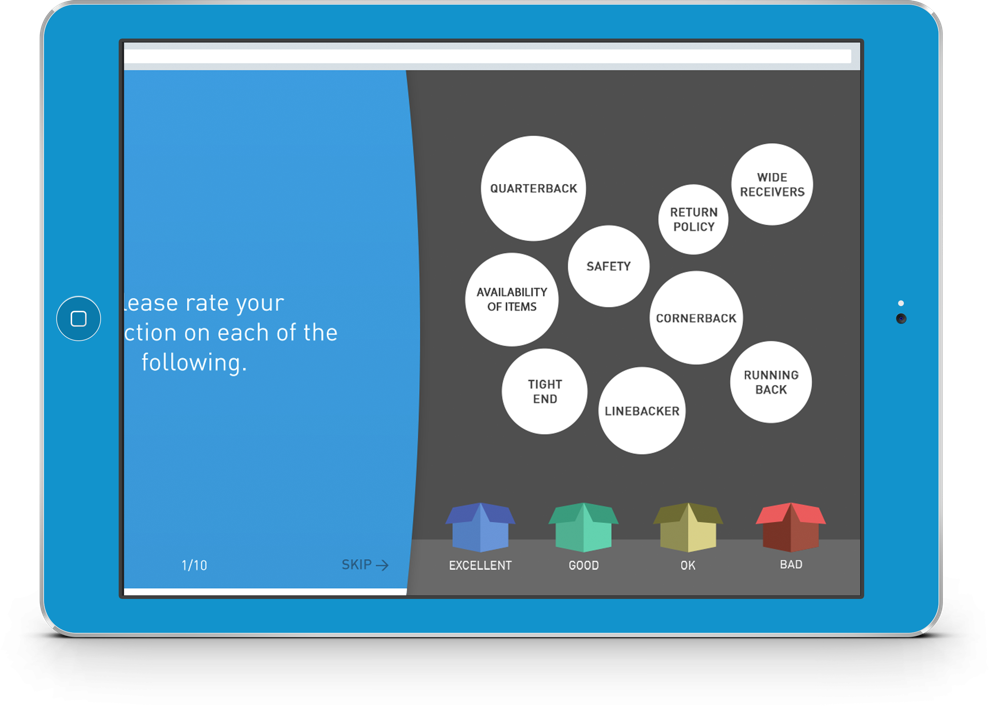 lease rate your
ction on each of the
following.
1/10
SKIP →
QUARTERBACK
WIDE
RECEIVERS
RETURN
POLICY
SAFETY
AVAILABILITY
OF ITEMS
CORNERBACK
TIGHT
END
LINEBACKER
RUNNING
BACK
EXCELLENT
GOOD
OK
BAD